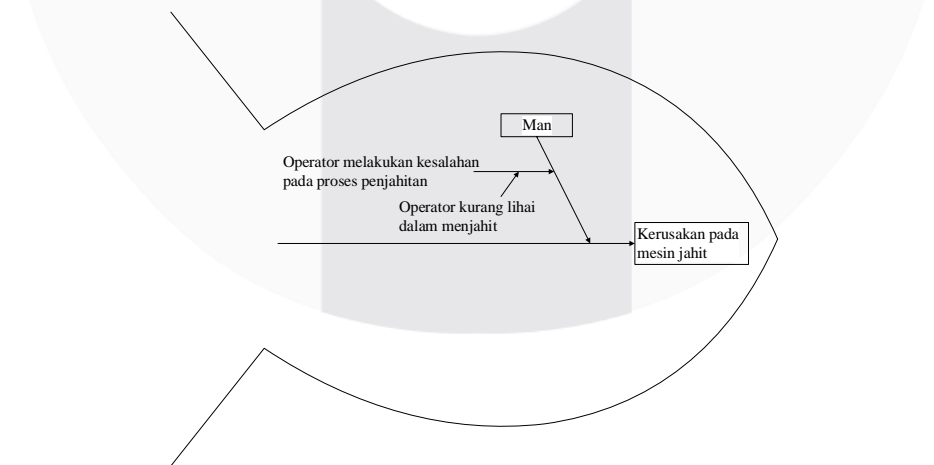 Man
Operator melakukan kesalahan
pada proses penjahitan
Operator kurang lihai
dalam menjahit
Kerusakan pada
mesin jahit